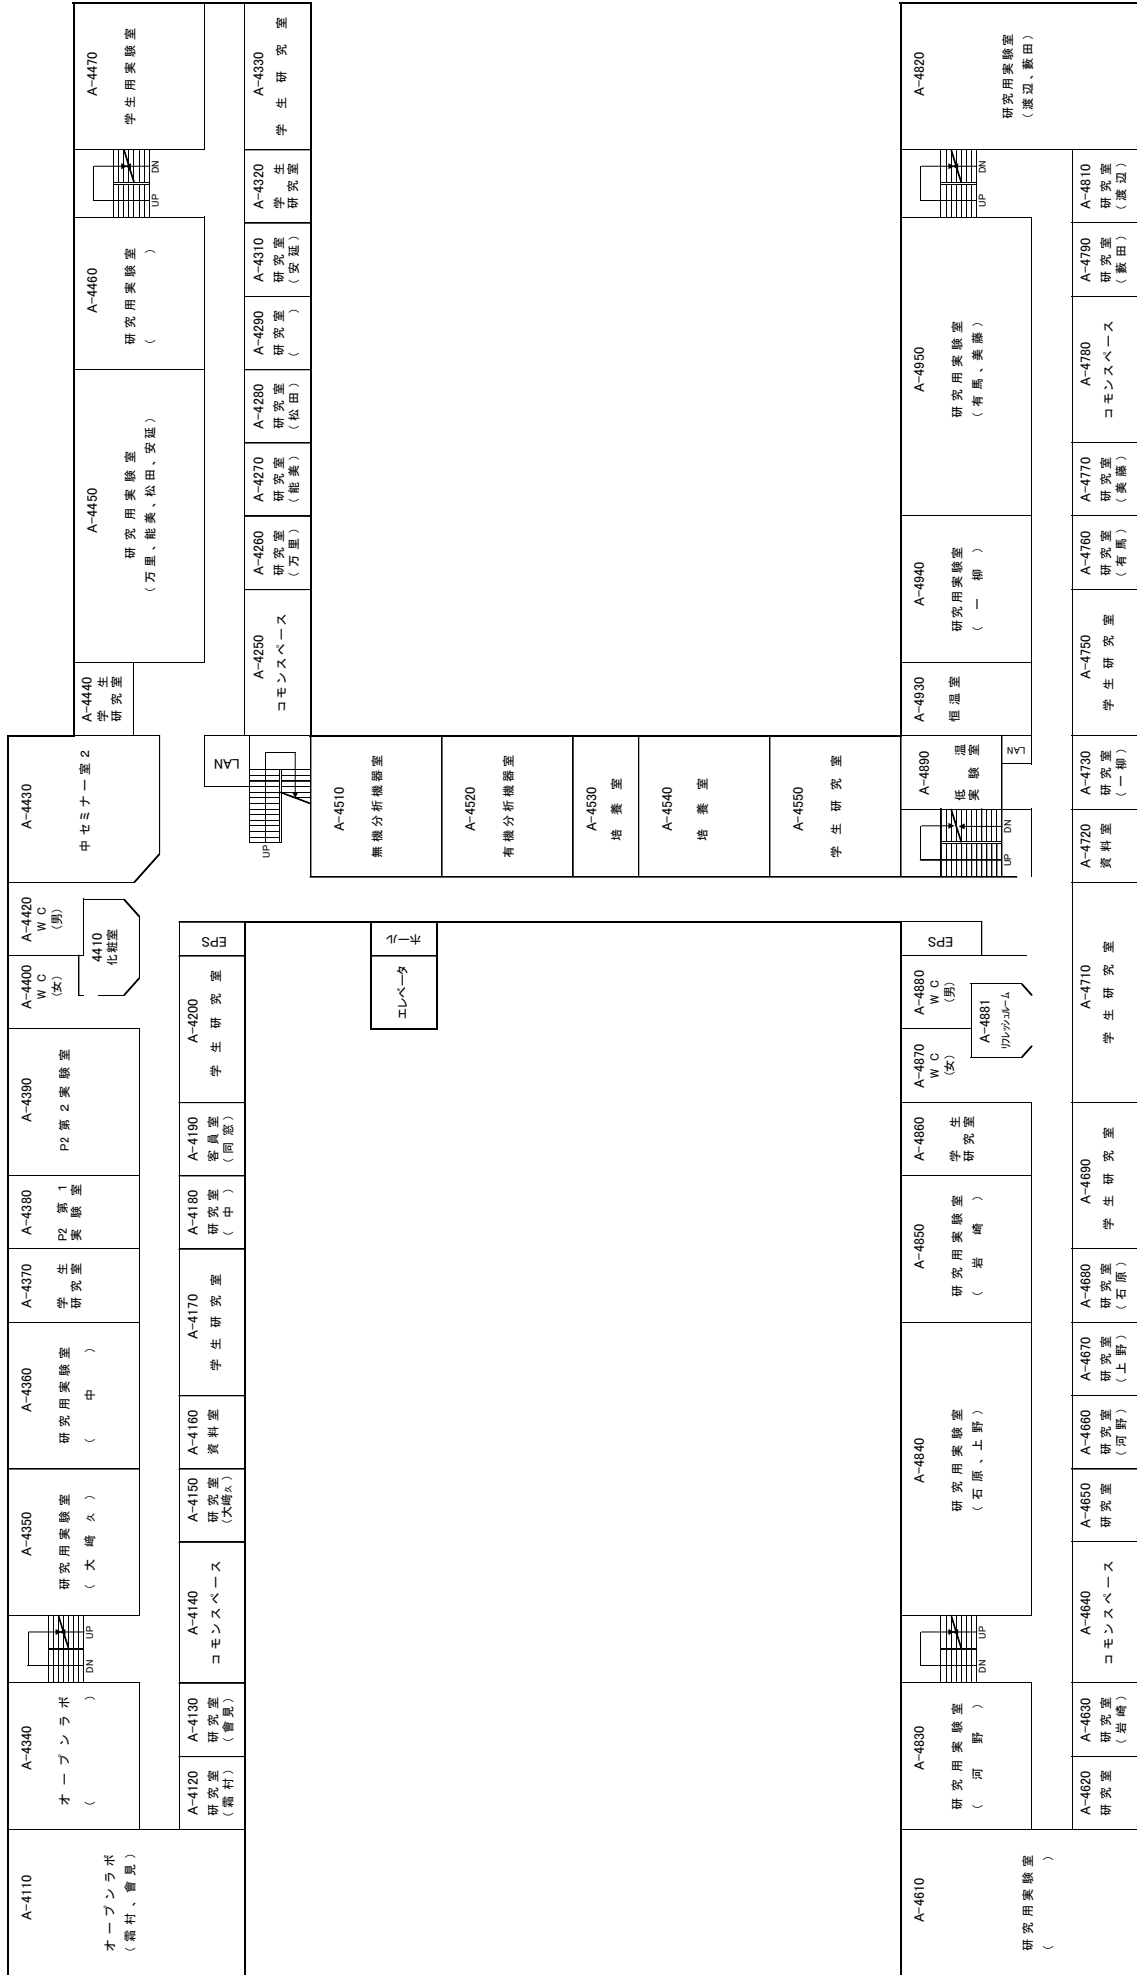 A-4470
学生用実験室
UP
DN
A-4460
研究用実験室
(　　　)
A-4450
研究用実験室
(万里、能美、松田、安延)
A-4440
学生
研究室
A-4330
学生研究室
A-4320
学生
研究室
A-4310
研究室
(安延)
A-4290
研究室
(　)
A-4280
研究室
(松田)
A-4270
研究室
(能美)
A-4260
研究室
(万里)
A-4250
コモンスペース
A-4430
中セミナー室2
LAN
UP
A-4420
WC
(男)
4410
化粧室
A-4400
WC
(女)
A-4390
P2第2実験室
A-4380
P2 第1
実験室
A-4370
学生
研究室
A-4360
研究用実験室
(中)
A-4350
研究用実験室
(大崎久)
UP
DN
A-4340
オープンラボ
(　　　)
A-4110
オープンラボ
(霜村、會見)
EPS
A-4200
学生研究室
A-4190
客員室
(同窓)
A-4180
研究室
(中)
A-4170
学生研究室
A-4160
資料室
A-4150
研究室
(大崎久)
A-4140
コモンスペース
A-4130
研究室
(會見)
A-4120
研究室
(霜村)
A-4510
無機分析機器室
A-4520
有機分析機器室
A-4530
培養室
A-4540
培養室
A-4550
学生研究室
ホール
エレベータ
A-4820
研究用実験室
(渡辺、薮田)
UP
DN
A-4950
研究用実験室
(有馬、美藤)
A-4940
研究用実験室
(一柳)
A-4930
恒温室
A-4890
低温
実験室
LAN
UP
DN
EPS
A-4880
WC
(男)
A-4881
リフレッシュルーム
A-4870
WC
(女)
A-4860
学生
研究室
A-4850
研究用実験室
(岩崎)
A-4840
研究用実験室
(石原、上野)
UP
DN
A-4830
研究用実験室
(河野)
A-4610
研究用実験室
(　　　)
A-4810
研究室
(渡辺)
A-4790
研究室
(薮田)
A-4780
コモンスペース
A-4770
研究室
(美藤)
A-4760
研究室
(有馬)
A-4750
学生研究室
A-4730
研究室
(一柳)
A-4720
資料室
A-4710
学生研究室
A-4690
学生研究室
A-4680
研究室
(石原)
A-4670
研究室
(上野)
A-4660
研究室
(河野)
A-4650
研究室
A-4640
コモンスペース
A-4630
研究室
(岩崎)
A-4620
研究室